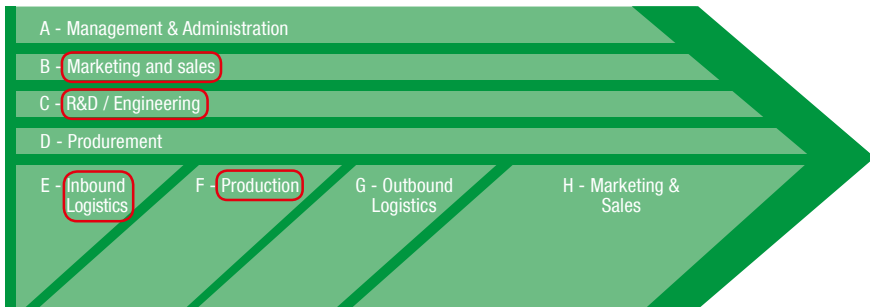 A - Management & Administration
B - Marketing and sales
C - R&D / Engineering
D - Produrement
E - Inbound
Logistics
F - Production
G - Outbound
Logistics
H - Marketing &
Sales